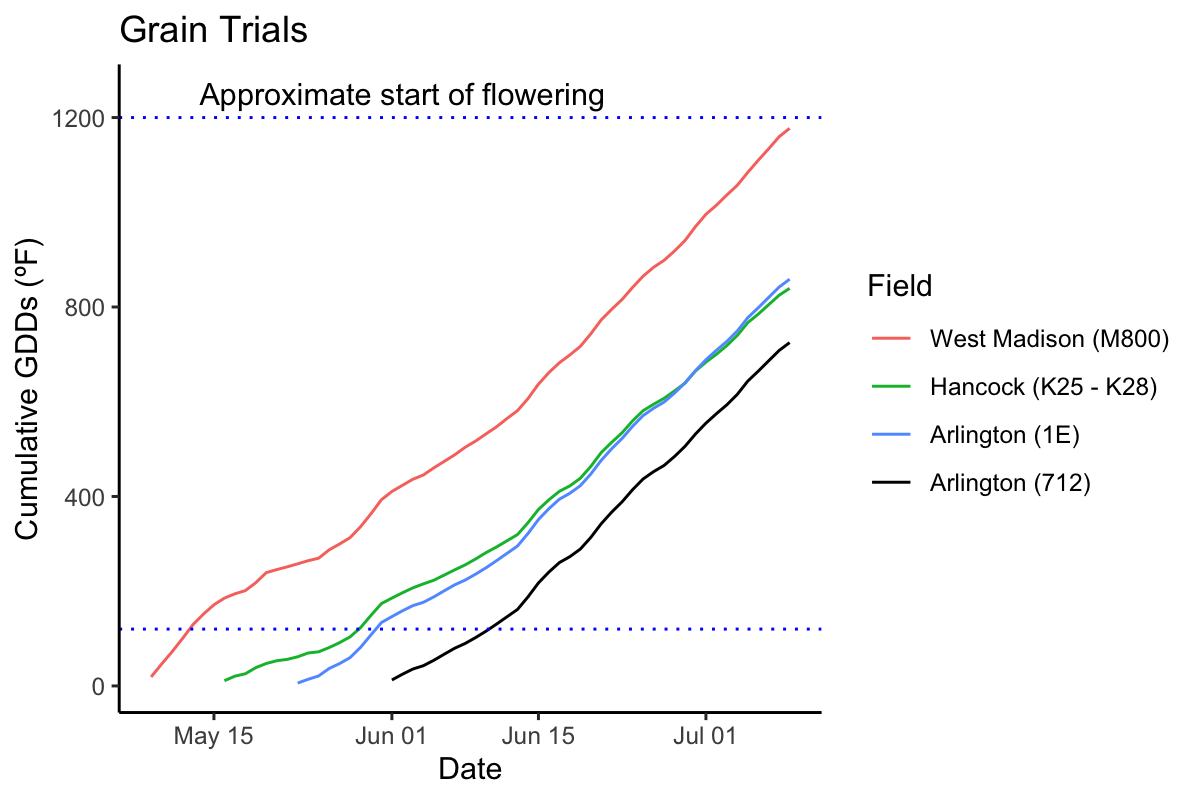 Grain Trials
Approximate start of flowering
1200
800
400
0
Cumulative GDDs (ºF)
May 15
Jun 01
Jun 15
Jul 01
Date
Field
West Madison (M800)
Hancock (K25 - K28)
Arlington (1E)
Arlington (712)